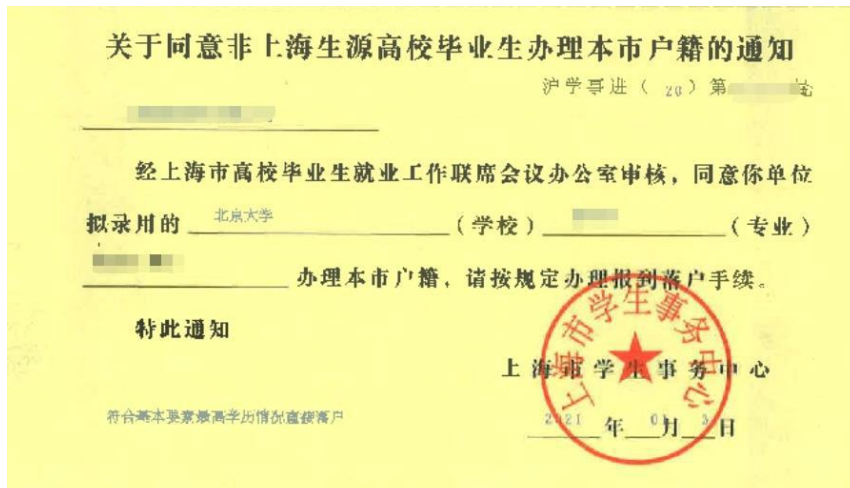 关于同意非上海生源高校毕业生办理本市户籍的通知
沪学事进（ 20）第 号
经上海市高校毕业生就业工作联席会议办公室审核，同意你单位
拟录用的 北京大学 （学校） （专业）
办理本市户籍，请按规定办理报到落户手续。
特此通知
上海市学生事务中心
上海市学生事务中心
符合基本要素最高学历情况直接落户
2021 年 01 月 3 日